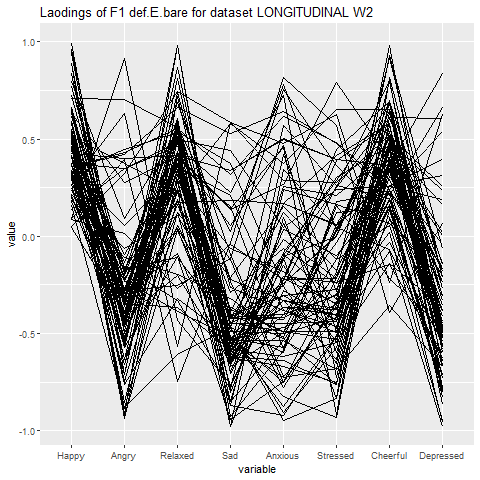 Laodings of F1 def.E.bare for dataset LONGITUDINAL W2
1.0
0.5
0.0
-0.5
-1.0
value
Happy Angry Relaxed Sad Anxious Stressed Cheerful Depressed
variable